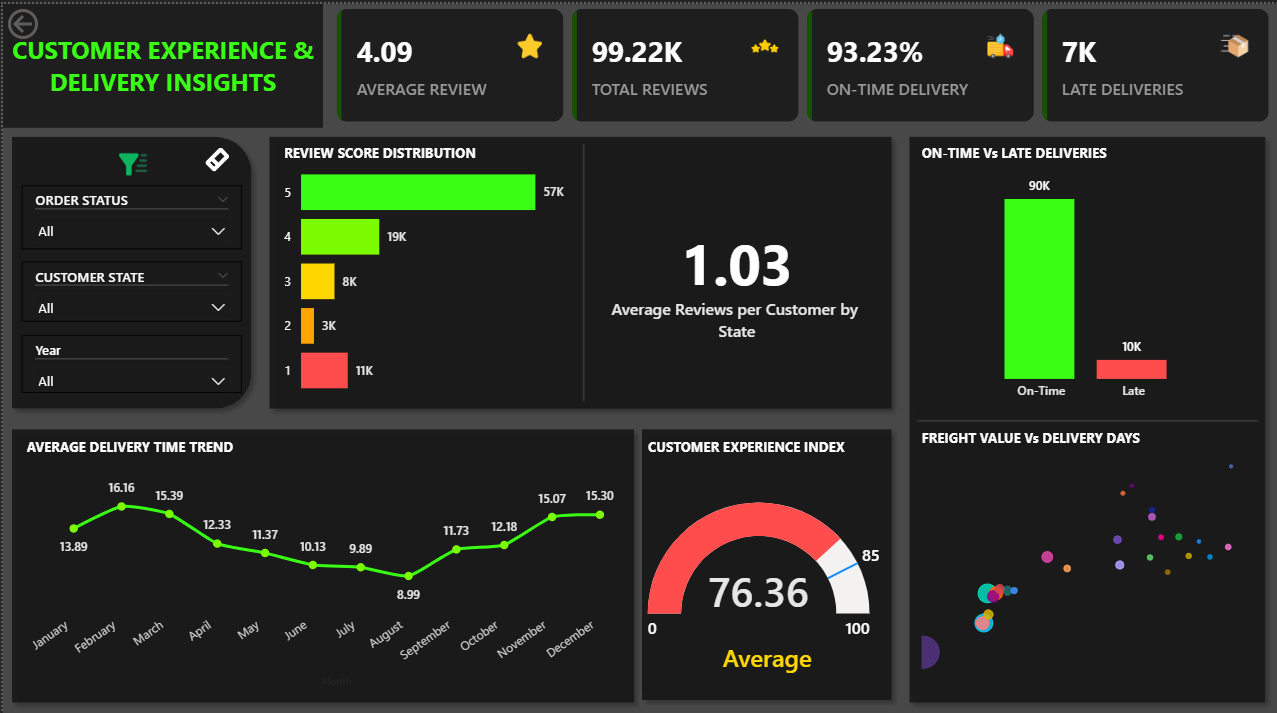 CUSTOMER EXPERIENCE &
DELIVERY INSIGHTS
4.09
AVERAGE REVIEW
99.22K
TOTAL REVIEWS
93.23%
ON-TIME DELIVERY
7K
LATE DELIVERIES
ORDER STATUS
All
CUSTOMER STATE
All
Year
All
REVIEW SCORE DISTRIBUTION
5 57K
4 19K
3 8K
2 3K
1 11K
1.03
Average Reviews per Customer by
State
ON-TIME Vs LATE DELIVERIES
90K
10K
On-Time Late
AVERAGE DELIVERY TIME TREND
13.89 16.16 15.39 12.33 11.37 10.13 9.89 8.99 11.73 12.18 15.07 15.30
January February March April May June July August September October November December
Month
CUSTOMER EXPERIENCE INDEX
85
76.36
0 100
Average
FREIGHT VALUE Vs DELIVERY DAYS